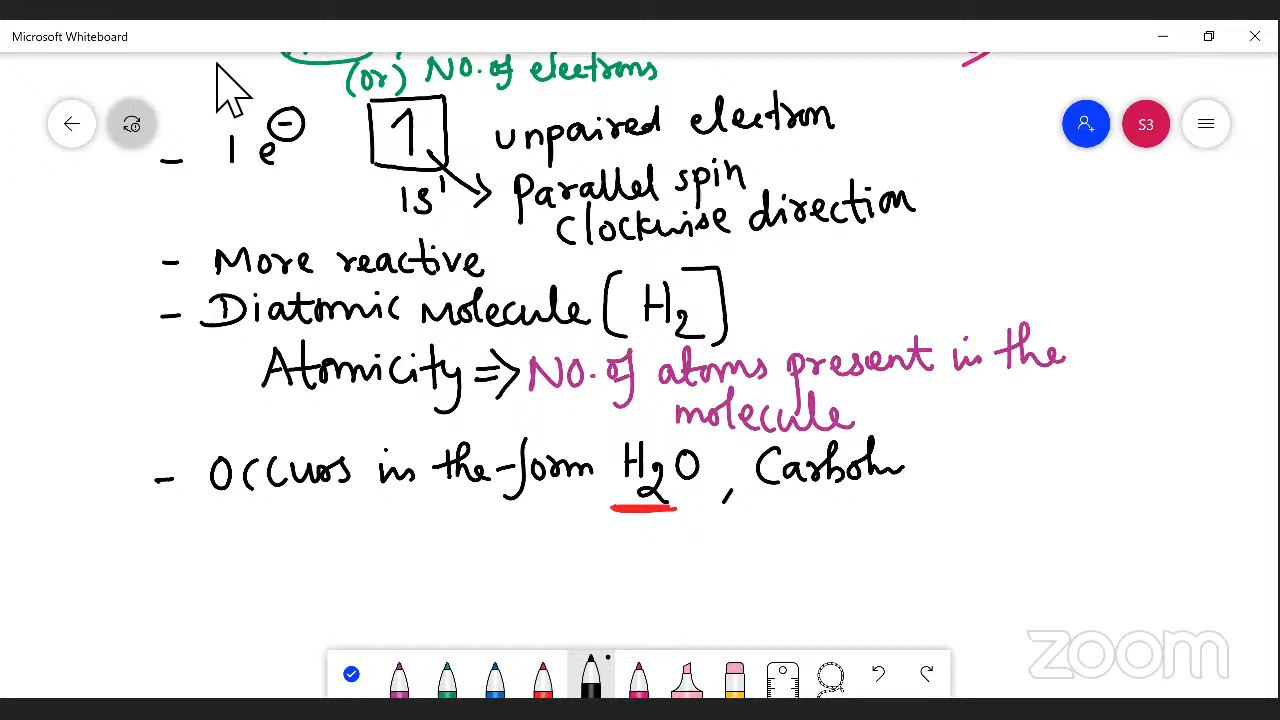 Microsoft Whiteboard
(or) No. of electrons
- 1 e⊖ 1 unpaired electron
1s¹ → parallel spin
clockwise direction
- More reactive
- Diatomic molecule [H₂]
Atomicity => No. of atoms present in the
molecule
- Occurs in the form H₂O, Carboh
S3
zoom